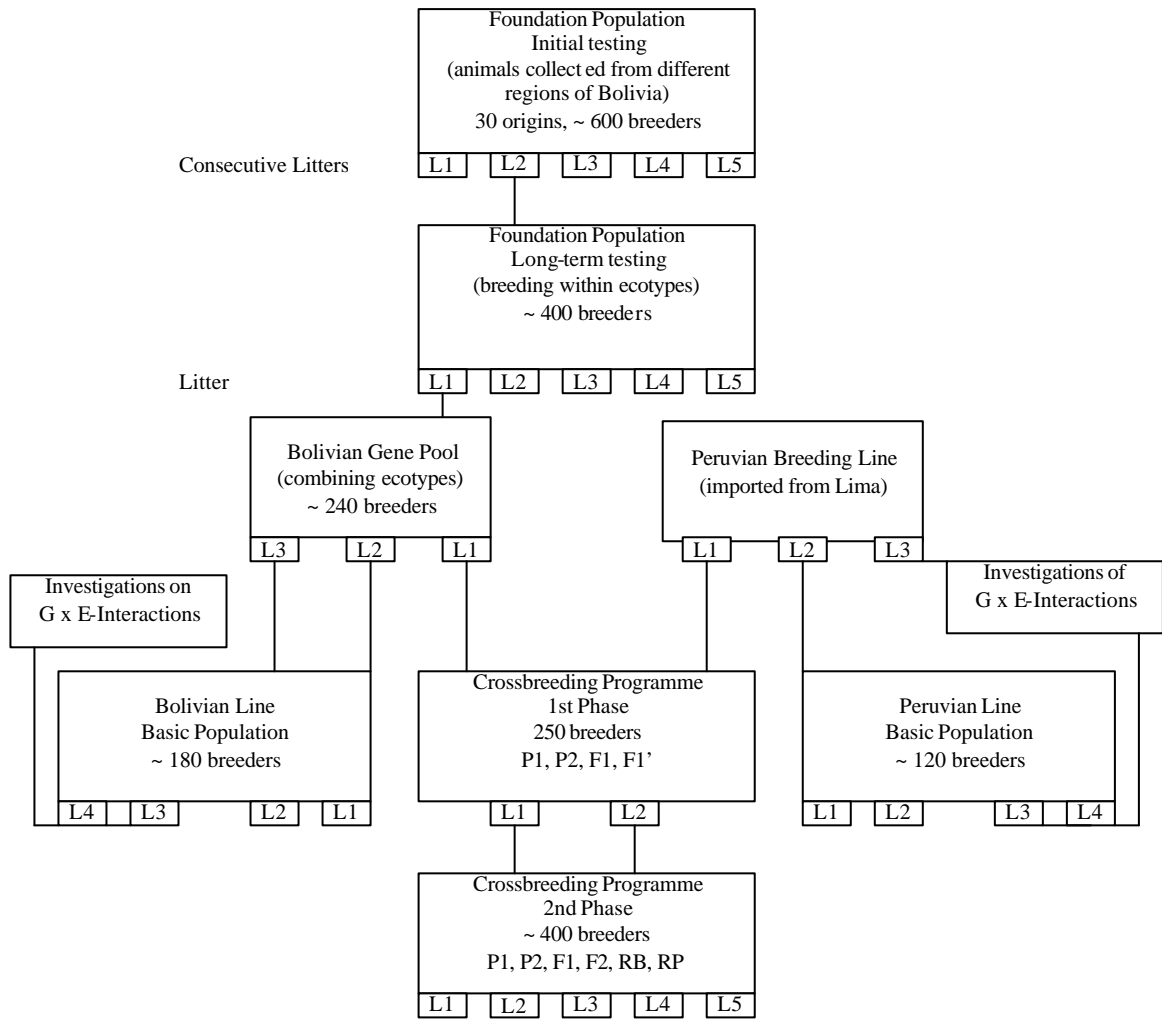 Foundation Population
Initial testing
(animals collect ed from different
regions of Bolivia)
30 origins, ~ 600 breeders
Consecutive Litters
L1 L2 L3 L4 L5
Foundation Population
Long-term testing
(breeding within ecotypes)
~ 400 breeders
Litter
L1 L2 L3 L4 L5
Bolivian Gene Pool
(combining ecotypes)
~ 240 breeders
L3 L2 L1
Peruvian Breeding Line
(imported from Lima)
L1 L2 L3
Investigations on
G x E-Interactions
Investigations of
G x E-Interactions
Bolivian Line
Basic Population
~ 180 breeders
L4 L3 L2 L1
Crossbreeding Programme
1st Phase
250 breeders
P1, P2, F1, F1’
L1 L2
Peruvian Line
Basic Population
~ 120 breeders
L1 L2 L3 L4
Crossbreeding Programme
2nd Phase
~ 400 breeders
P1, P2, F1, F2, RB, RP
L1 L2 L3 L4 L5